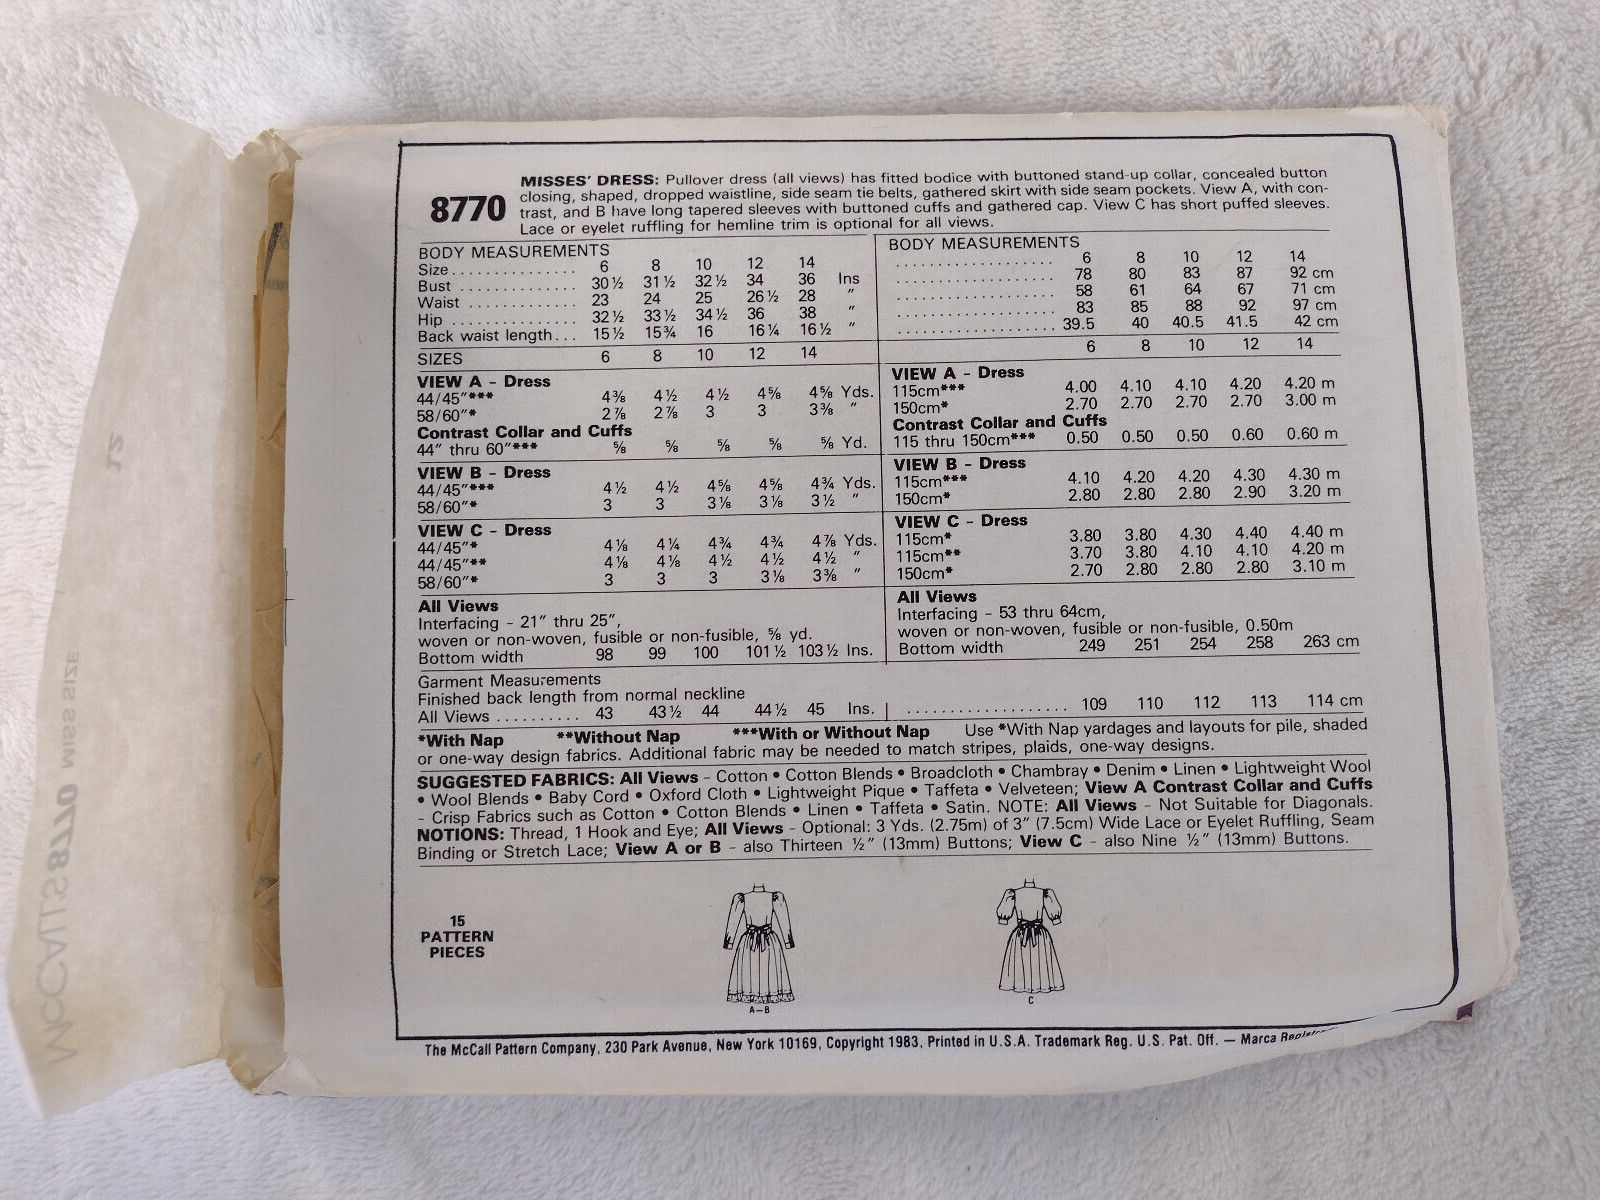 8770
MISSES' DRESS: Pullover dress (all views) has fitted bodice with buttoned stand-up collar, concealed button
closing, shaped, dropped waistline, side seam tie belts, gathered skirt with side seam pockets. View A, with con-
trast, and B have long tapered sleeves with buttoned cuffs and gathered cap. View C has short puffed sleeves.
Lace or eyelet ruffling for hemline trim is optional for all views.
BODY MEASUREMENTS
Size............... 6 8 10 12 14
Bust .............. 30½ 31½ 32½ 34 36 Ins
Waist ............. 23 24 25 26½ 28 "
Hip ............... 32½ 33½ 34½ 36 38 "
Back waist length... 15½ 15¾ 16 16¼ 16½ "
SIZES 6 8 10 12 14
VIEW A - Dress
44/45"*** 4⅜ 4½ 4½ 4⅝ 4⅝ Yds.
58/60"* 2⅞ 2⅞ 3 3 3⅜ "
Contrast Collar and Cuffs
44" thru 60"*** ⅝ ⅝ ⅝ ⅝ ⅝ Yd.
VIEW B - Dress
44/45"*** 4½ 4½ 4⅝ 4⅝ 4¾ Yds.
58/60"* 3 3 3⅛ 3⅛ 3½ "
VIEW C - Dress
44/45"* 4⅛ 4¼ 4¾ 4¾ 4⅞ Yds.
44/45"** 4⅛ 4⅛ 4½ 4½ 4½ "
58/60"* 3 3 3 3⅛ 3⅜ "
All Views
Interfacing - 21" thru 25",
woven or non-woven, fusible or non-fusible, ⅝ yd.
Bottom width 98 99 100 101½ 103½ Ins.
BODY MEASUREMENTS
................... 6 8 10 12 14
................... 78 80 83 87 92 cm
................... 58 61 64 67 71 cm
................... 83 85 88 92 97 cm
................... 39.5 40 40.5 41.5 42 cm
6 8 10 12 14
VIEW A - Dress
115cm*** 4.00 4.10 4.10 4.20 4.20 m
150cm* 2.70 2.70 2.70 2.70 3.00 m
Contrast Collar and Cuffs
115 thru 150cm*** 0.50 0.50 0.50 0.60 0.60 m
VIEW B - Dress
115cm*** 4.10 4.20 4.20 4.30 4.30 m
150cm* 2.80 2.80 2.80 2.90 3.20 m
VIEW C - Dress
115cm* 3.80 3.80 4.30 4.40 4.40 m
115cm** 3.70 3.80 4.10 4.10 4.20 m
150cm* 2.70 2.80 2.80 2.80 3.10 m
All Views
Interfacing - 53 thru 64cm,
woven or non-woven, fusible or non-fusible, 0.50m
Bottom width 249 251 254 258 263 cm
Garment Measurements
Finished back length from normal neckline
All Views .......... 43 43½ 44 44½ 45 Ins. ................... 109 110 112 113 114 cm
*With Nap **Without Nap ***With or Without Nap Use *With Nap yardages and layouts for pile, shaded
or one-way design fabrics. Additional fabric may be needed to match stripes, plaids, one-way designs.
SUGGESTED FABRICS: All Views - Cotton • Cotton Blends • Broadcloth • Chambray • Denim • Linen • Lightweight Wool
• Wool Blends • Baby Cord • Oxford Cloth • Lightweight Pique • Taffeta • Velveteen; View A Contrast Collar and Cuffs
- Crisp Fabrics such as Cotton • Cotton Blends • Linen • Taffeta • Satin. NOTE: All Views - Not Suitable for Diagonals.
NOTIONS: Thread, 1 Hook and Eye; All Views - Optional: 3 Yds. (2.75m) of 3" (7.5cm) Wide Lace or Eyelet Ruffling, Seam
Binding or Stretch Lace; View A or B - also Thirteen ½" (13mm) Buttons; View C - also Nine ½" (13mm) Buttons.
15
PATTERN
PIECES
A-B
C
The McCall Pattern Company, 230 Park Avenue, New York 10169, Copyright 1983, Printed in U.S.A. Trademark Reg. U.S. Pat. Off. — Marca
McCALL'S 8770 MISS SIZE
12